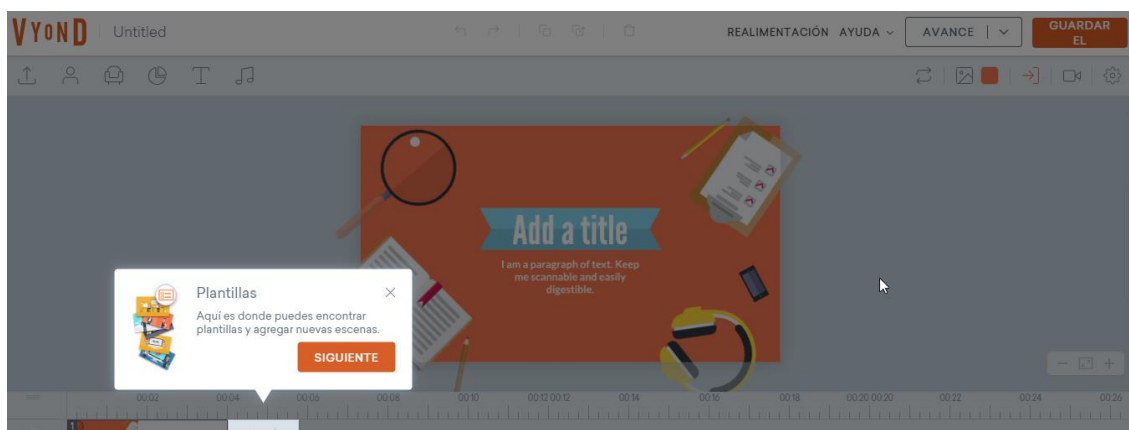 VYOND Untitled REALIMENTACIÓN AYUDA AVANCE GUARDAR EL
Add a title
I am a paragraph of text. Keep
me scannable and easily
digestible.
Plantillas
Aquí es donde puedes encontrar
plantillas y agregar nuevas escenas.
SIGUIENTE
00:02 00:04 00:06 00:08 00:10 00:12 00:12 00:14 00:16 00:18 00:20 00:20 00:22 00:24 00:26
1